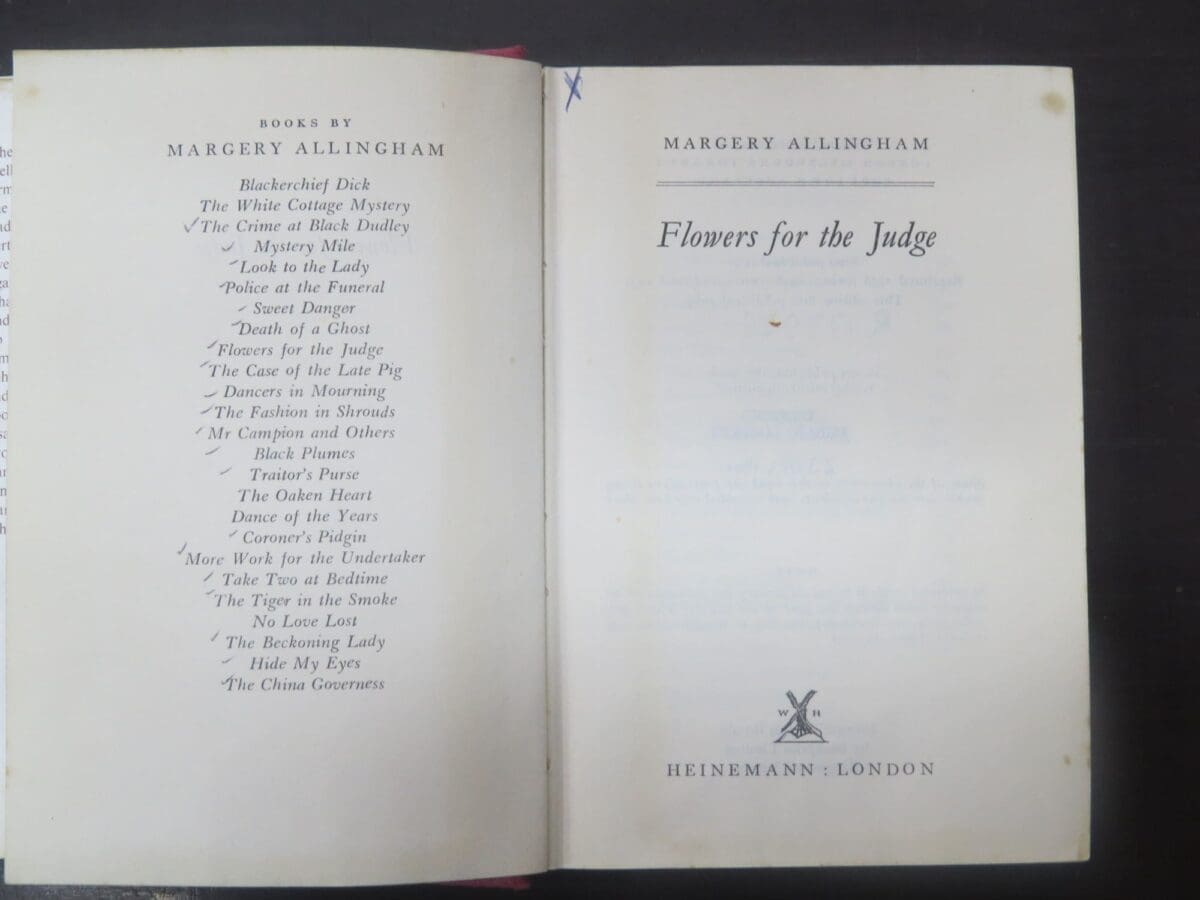 BOOKS BY
MARGERY ALLINGHAM
Blackerchief Dick
The White Cottage Mystery
The Crime at Black Dudley
Mystery Mile
Look to the Lady
Police at the Funeral
Sweet Danger
Death of a Ghost
Flowers for the Judge
The Case of the Late Pig
Dancers in Mourning
The Fashion in Shrouds
Mr Campion and Others
Black Plumes
Traitor's Purse
The Oaken Heart
Dance of the Years
Coroner's Pidgin
More Work for the Undertaker
Take Two at Bedtime
The Tiger in the Smoke
No Love Lost
The Beckoning Lady
Hide My Eyes
The China Governess
MARGERY ALLINGHAM
Flowers for the Judge
W H
HEINEMANN : LONDON